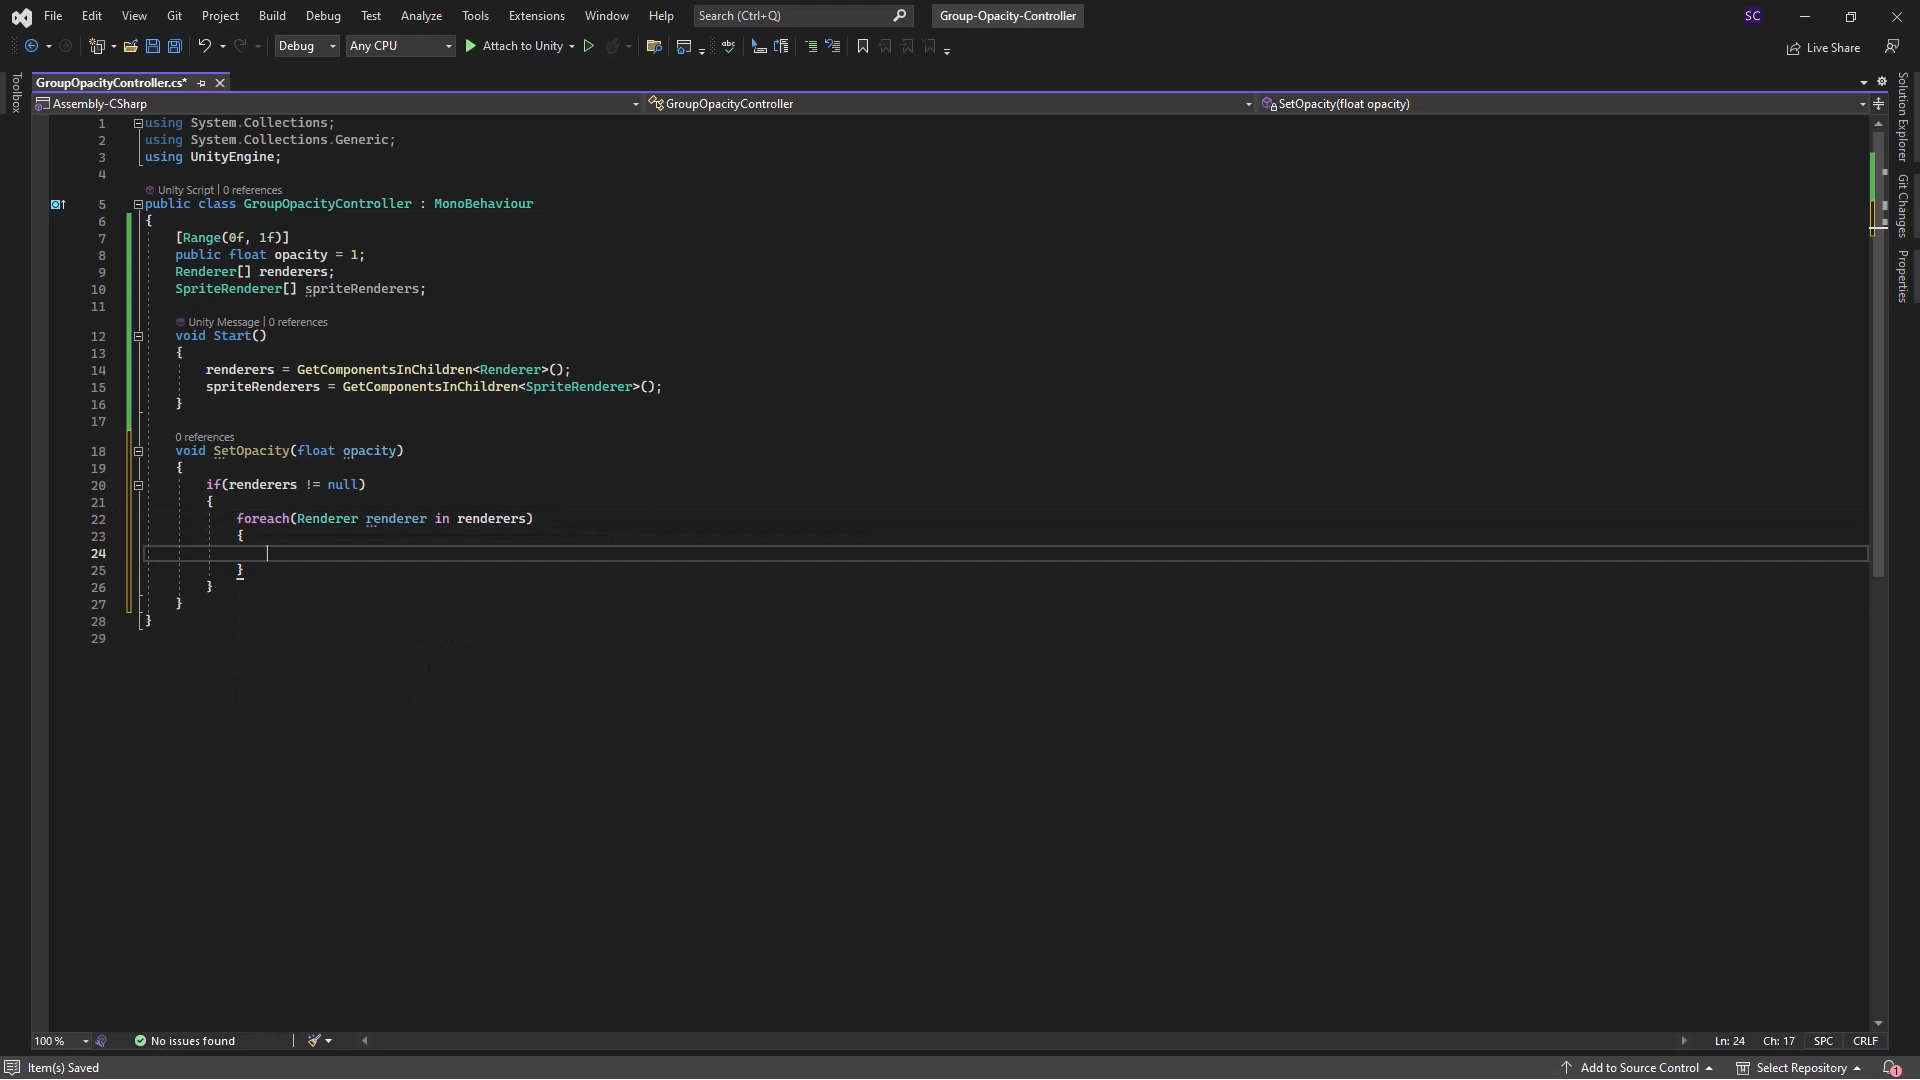 File Edit View Git Project Build Debug Test Analyze Tools Extensions Window Help Search (Ctrl+Q) Group-Opacity-Controller SC
Debug Any CPU Attach to Unity Live Share
Toolbox
GroupOpacityController.cs*
Assembly-CSharp GroupOpacityController SetOpacity(float opacity)
1 using System.Collections;
2 using System.Collections.Generic;
3 using UnityEngine;
4
Unity Script | 0 references
5 public class GroupOpacityController : MonoBehaviour
6 {
7 [Range(0f, 1f)]
8 public float opacity = 1;
9 Renderer[] renderers;
10 SpriteRenderer[] spriteRenderers;
11
Unity Message | 0 references
12 void Start()
13 {
14 renderers = GetComponentsInChildren<Renderer>();
15 spriteRenderers = GetComponentsInChildren<SpriteRenderer>();
16 }
17
0 references
18 void SetOpacity(float opacity)
19 {
20 if(renderers != null)
21 {
22 foreach(Renderer renderer in renderers)
23 {
24
25 }
26 }
27 }
28 }
29
Solution Explorer
Git Changes
Properties
100 % No issues found Ln: 24 Ch: 17 SPC CRLF
Item(s) Saved Add to Source Control Select Repository 1